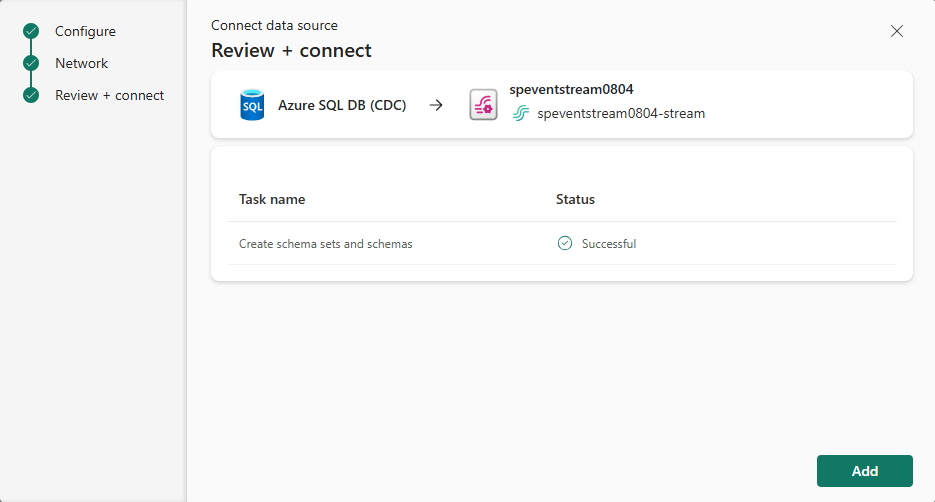 Configure
Network
Review + connect
Connect data source
Review + connect
SQL
Azure SQL DB (CDC)
speventstream0804
speventstream0804-stream
Task name
Status
Create schema sets and schemas
Successful
Add